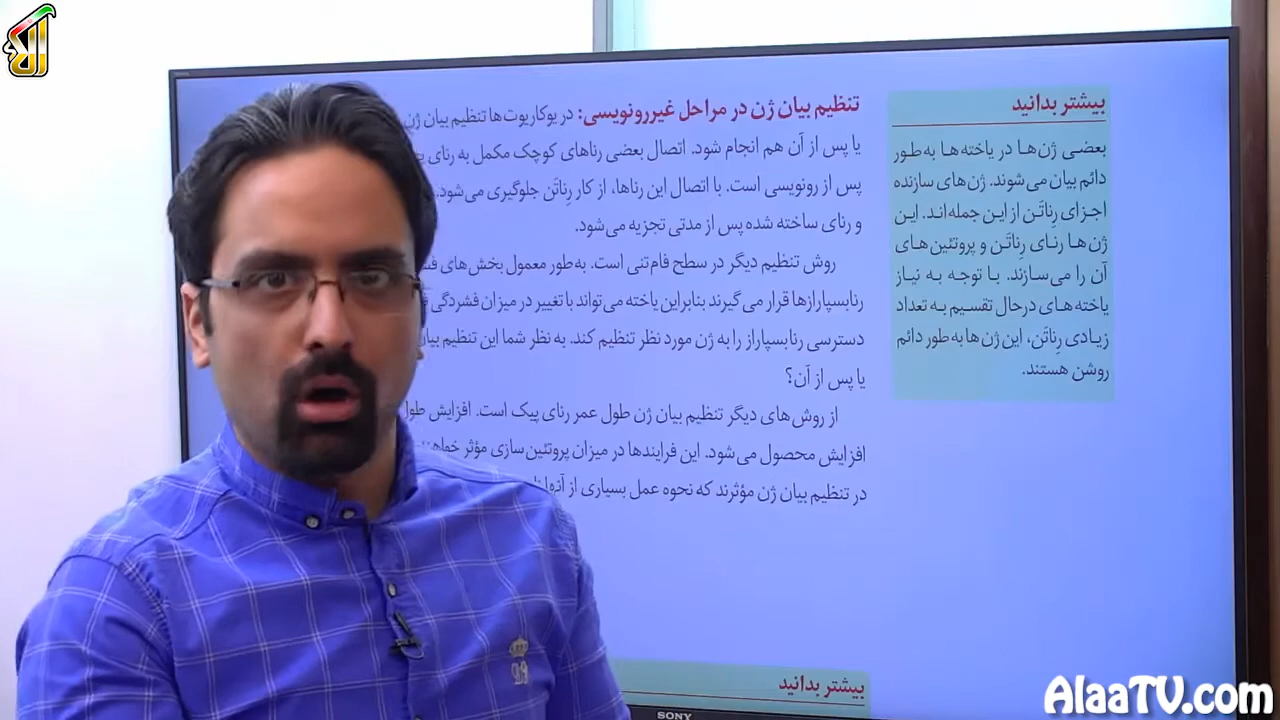 آلاء
بیشتر بدانید
بعضی ژن‌ها در یاخته‌ها به‌طور
دائم بیان می‌شوند. ژن‌های سازنده
اجزای رِناتَن از این جمله‌اند. این
ژن‌ها رنای رِناتَن و پروتئین‌های
آن را می‌سازند. با توجه به نیاز
یاخته‌های درحال تقسیم به تعداد
زیادی رِناتَن، این ژن‌ها به طور دائم
روشن هستند.
تنظیم بیان ژن در مراحل غیررونویسی: در یوکاریوت‌ها تنظیم بیان ژن
یا پس از آن هم انجام شود. اتصال بعضی رناهای کوچک مکمل به رنای
پس از رونویسی است. با اتصال این رناها، از کار رِناتَن جلوگیری می‌شود.
و رنای ساخته شده پس از مدتی تجزیه می‌شود.
روش تنظیم دیگر در سطح فام‌تنی است. به‌طور معمول بخش‌های
رنابسپارازها قرار می‌گیرند بنابراین یاخته می‌تواند با تغییر در میزان فشردگی
دسترسی رنابسپاراز را به ژن مورد نظر تنظیم کند. به نظر شما این تنظیم بیان
یا پس از آن؟
از روش‌های دیگر تنظیم بیان ژن طول عمر رنای پیک است. افزایش طول
افزایش محصول می‌شود. این فرایندها در میزان پروتئین‌سازی مؤثر
در تنظیم بیان ژن مؤثرند که نحوه عمل بسیاری از آنها
بیشتر بدانید
SONY
AlaaTV.com